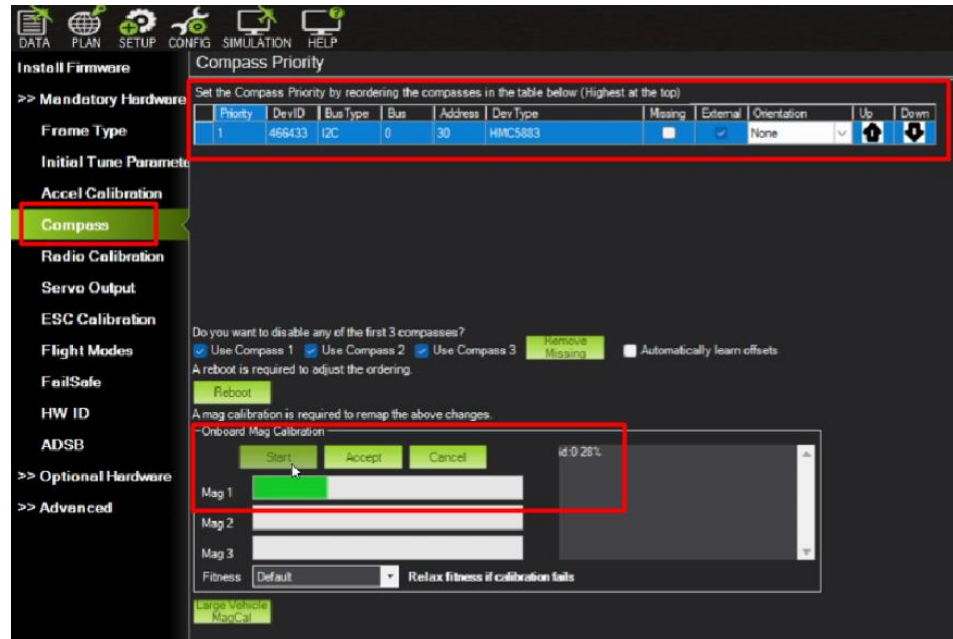 DATA PLAN SETUP CONFIG SIMULATION HELP
Install Firmware
>> Mandatory Hardware
Frame Type
Initial Tune Paramete
Accel Calibration
Compass
Radio Calibration
Servo Output
ESC Calibration
Flight Modes
FailSafe
HW ID
ADSB
>> Optional Hardware
>> Advanced
Compass Priority
Set the Compass Priority by reordering the compasses in the table below (Highest at the top)
Priority DevID BusType Bus Address DevType Missing External Orientation Up Down
1 466433 I2C 0 30 HMC5883 None
Do you want to disable any of the first 3 compasses?
Use Compass 1 Use Compass 2 Use Compass 3 Remove Missing Automatically learn offsets
A reboot is required to adjust the ordering.
Reboot
A mag calibration is required to remap the above changes.
Onboard Mag Calibration
Start Accept Cancel
id:0 28%
Mag 1
Mag 2
Mag 3
Fitness Default Relax fitness if calibration fails
Large Vehicle
MagCal